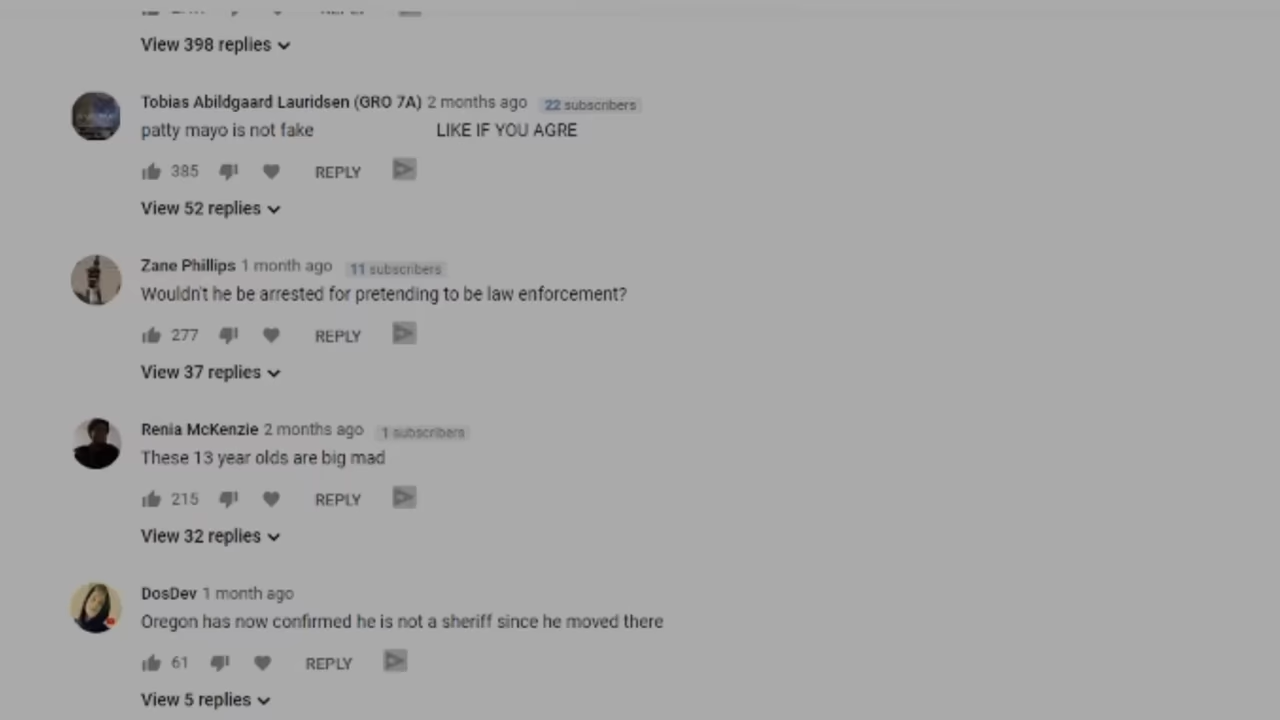 View 398 replies
Tobias Abildgaard Lauridsen (GRO 7A) 2 months ago 22 subscribers
patty mayo is not fake LIKE IF YOU AGRE
385 REPLY
View 52 replies
Zane Phillips 1 month ago 11 subscribers
Wouldn't he be arrested for pretending to be law enforcement?
277 REPLY
View 37 replies
Renia McKenzie 2 months ago 1 subscribers
These 13 year olds are big mad
215 REPLY
View 32 replies
DosDev 1 month ago
Oregon has now confirmed he is not a sheriff since he moved there
61 REPLY
View 5 replies